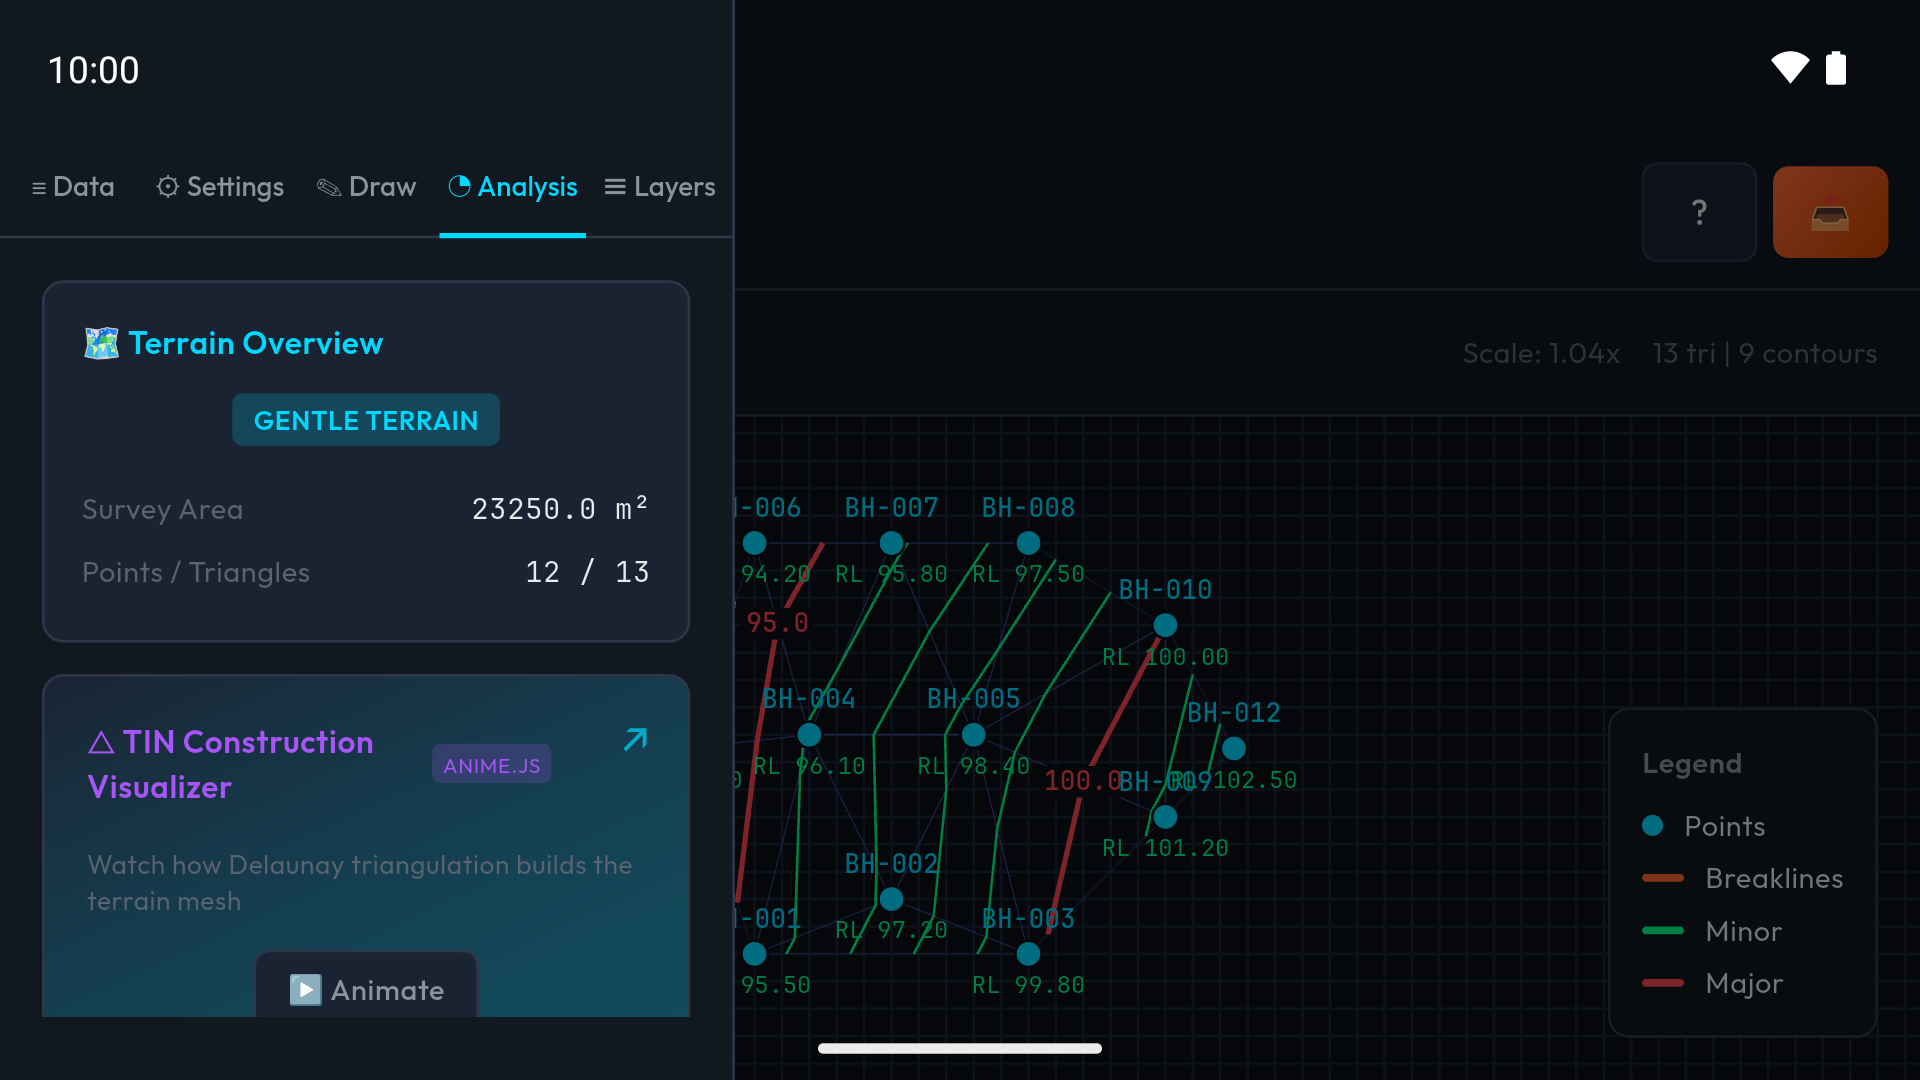 10:00
≡ Data
Settings
Draw
Analysis
Layers
?
Terrain Overview
GENTLE TERRAIN
Survey Area
23250.0 m²
Points / Triangles
12 / 13
TIN Construction
Visualizer
ANIME.JS
Watch how Delaunay triangulation builds the
terrain mesh
Animate
Scale: 1.04x
13 tri | 9 contours
-006
BH-007
BH-008
94.20
RL 95.80
RL 97.50
BH-010
95.0
RL 100.00
BH-004
BH-005
BH-012
RL 96.10
RL 98.40
100.0
BH-009
RL 102.50
RL 101.20
BH-002
-001
RL 97.20
BH-003
95.50
RL 99.80
Legend
Points
Breaklines
Minor
Major